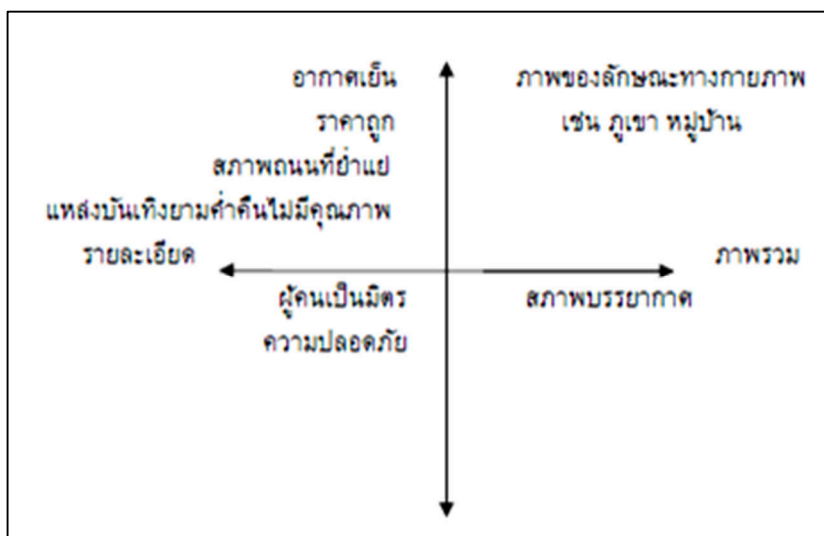 อากาศเย็น
ราคาถูก
สภาพถนนที่ย่ำแย่
แหล่งบันเทิงยามค่ำคืนไม่มีคุณภาพ
ภาพของลักษณะทางกายภาพ
เช่น ภูเขา หมู่บ้าน
รายละเอียด
ภาพรวม
ผู้คนเป็นมิตร
ความปลอดภัย
สภาพบรรยากาศ